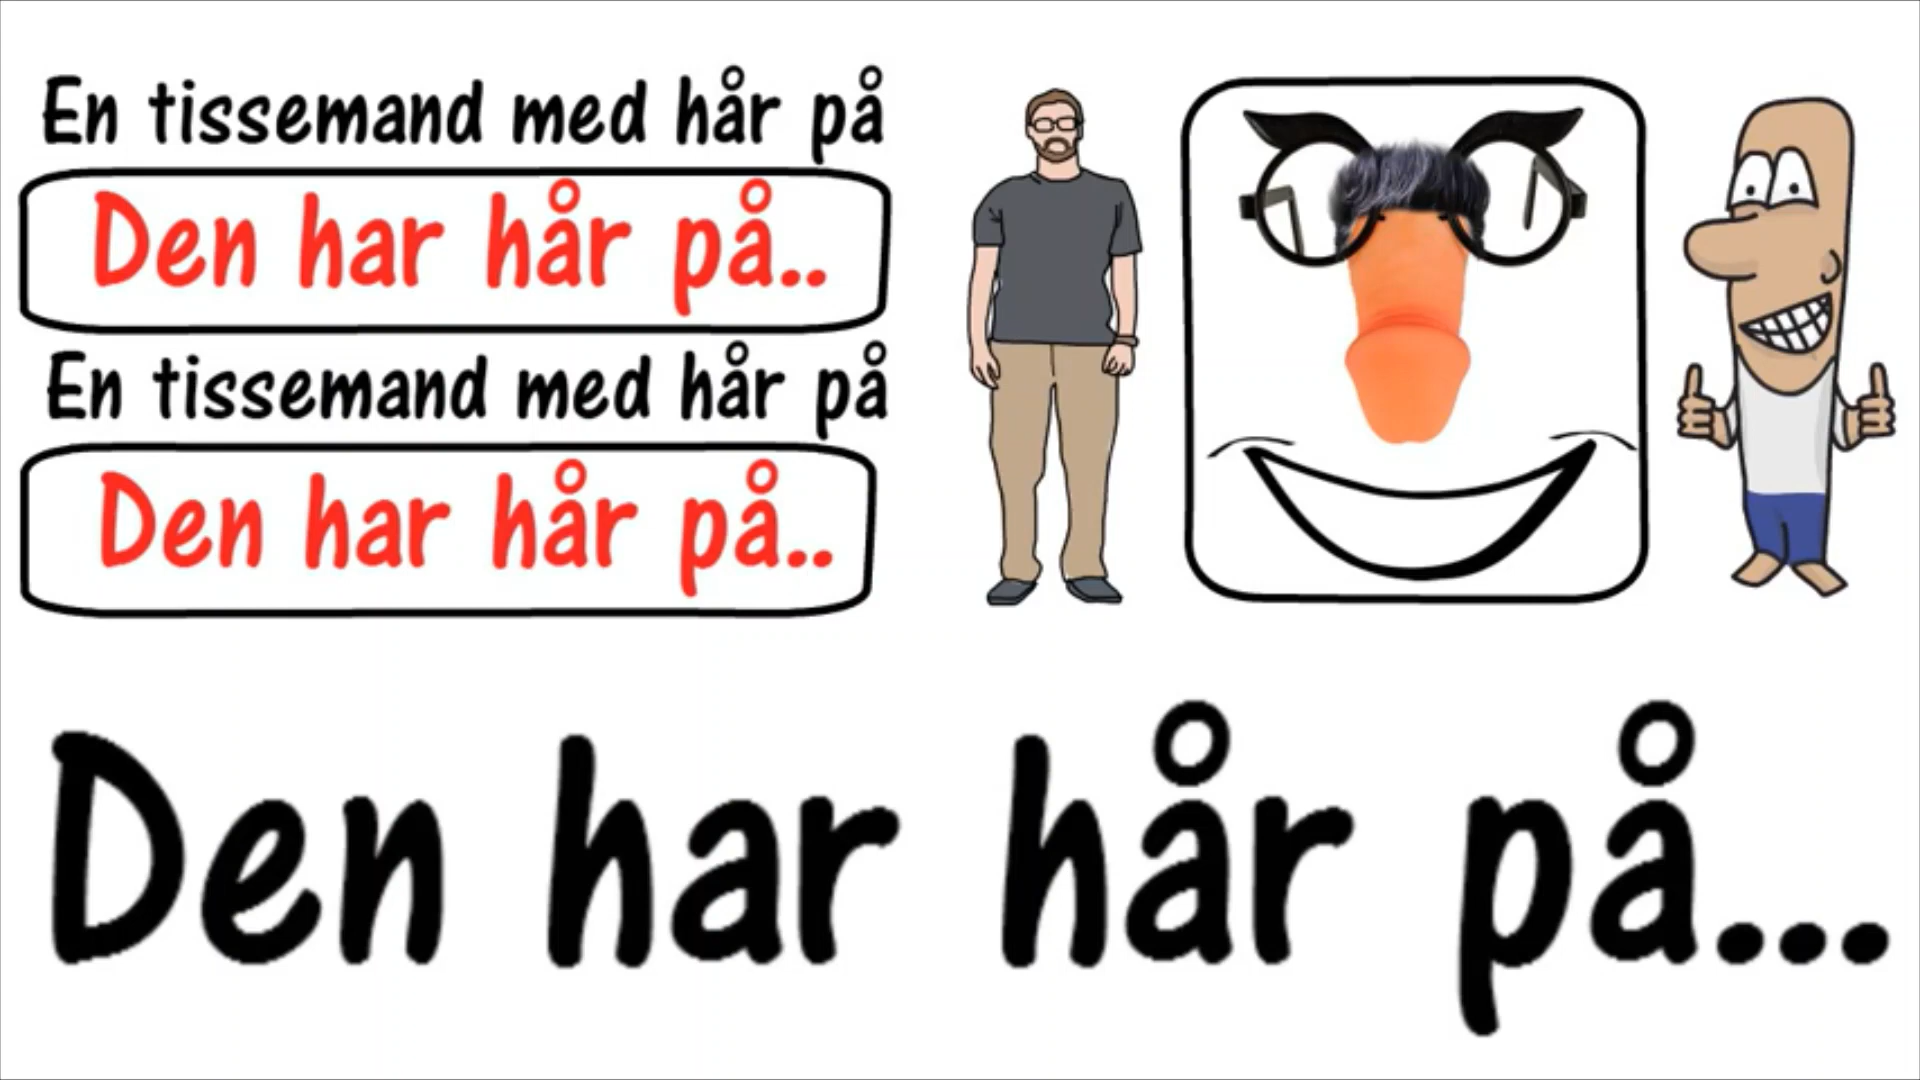 En tissemand med hår på
Den har hår på..
En tissemand med hår på
Den har hår på..
Den har hår på...